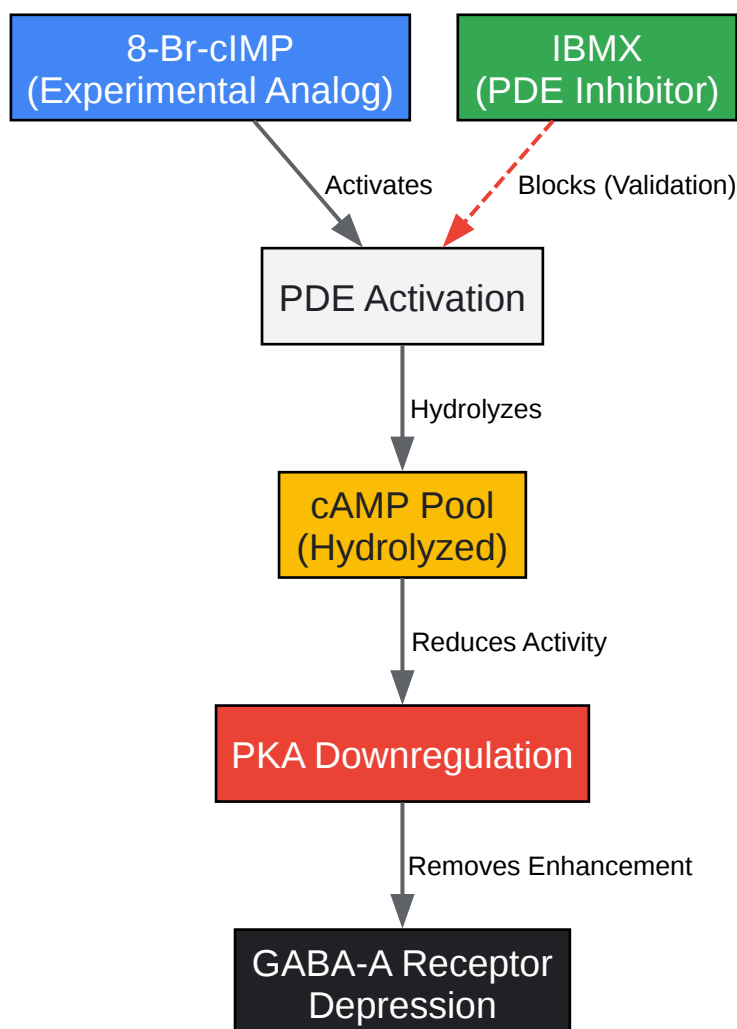 8-Br-cIMP
(Experimental Analog)
IBMX
(PDE Inhibitor)
Activates
Blocks (Validation)
PDE Activation
Hydrolyzes
cAMP Pool
(Hydrolyzed)
Reduces Activity
PKA Downregulation
Removes Enhancement
GABA-A Receptor
Depression